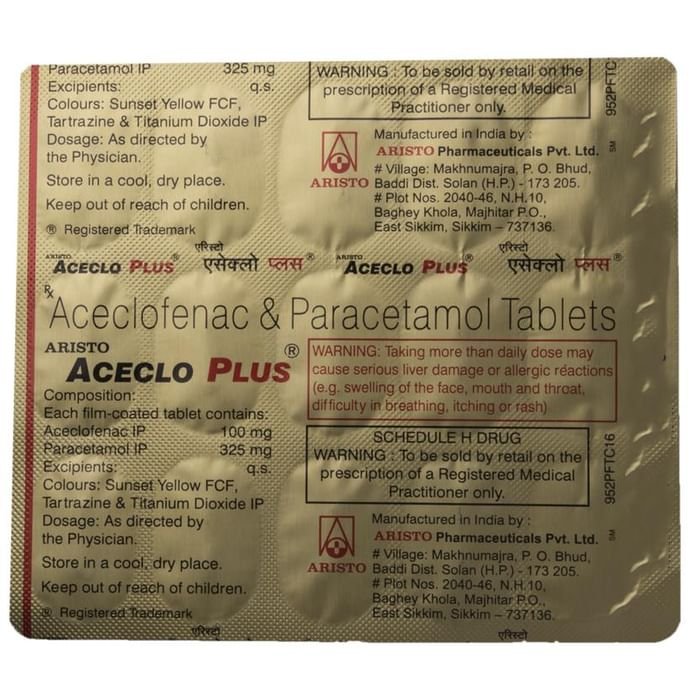 Paracetamol IP 325 mg
Excipients: q.s.
Colours: Sunset Yellow FCF,
Tartrazine & Titanium Dioxide IP
Dosage: As directed by
the Physician.
Store in a cool, dry place.
Keep out of reach of children.
® Registered Trademark
WARNING : To be sold by retail on the
prescription of a Registered Medical
Practitioner only.
952PFTC
Manufactured in India by :
ARISTO Pharmaceuticals Pvt. Ltd. SM
# Village: Makhnumajra, P. O. Bhud,
Baddi Dist. Solan (H.P.) - 173 205.
# Plot Nos. 2040-46, N.H.10,
Baghey Khola, Majhitar P.O.,
East Sikkim, Sikkim – 737136.
ARISTO
ARISTO ACECLO PLUS® एरिस्टो एसेक्लो प्लस® ARISTO ACECLO PLUS® एरिस्टो एसेक्लो प्लस®
Rx Aceclofenac & Paracetamol Tablets
ARISTO
ACECLO PLUS®
Composition:
Each film-coated tablet contains:
Aceclofenac IP 100 mg
Paracetamol IP 325 mg
Excipients: q.s.
Colours: Sunset Yellow FCF,
Tartrazine & Titanium Dioxide IP
Dosage: As directed by
the Physician.
Store in a cool, dry place.
Keep out of reach of children.
® Registered Trademark
WARNING: Taking more than daily dose may
cause serious liver damage or allergic reactions
(e.g. swelling of the face, mouth and throat,
difficulty in breathing, itching or rash)
SCHEDULE H DRUG
WARNING : To be sold by retail on the
prescription of a Registered Medical
Practitioner only.
952PFTC16
Manufactured in India by :
ARISTO Pharmaceuticals Pvt. Ltd. SM
# Village: Makhnumajra, P. O. Bhud,
Baddi Dist. Solan (H.P.) - 173 205.
# Plot Nos. 2040-46, N.H.10,
Baghey Khola, Majhitar P.O.,
East Sikkim, Sikkim – 737136.
ARISTO
एरिस्टो एरिस्टो